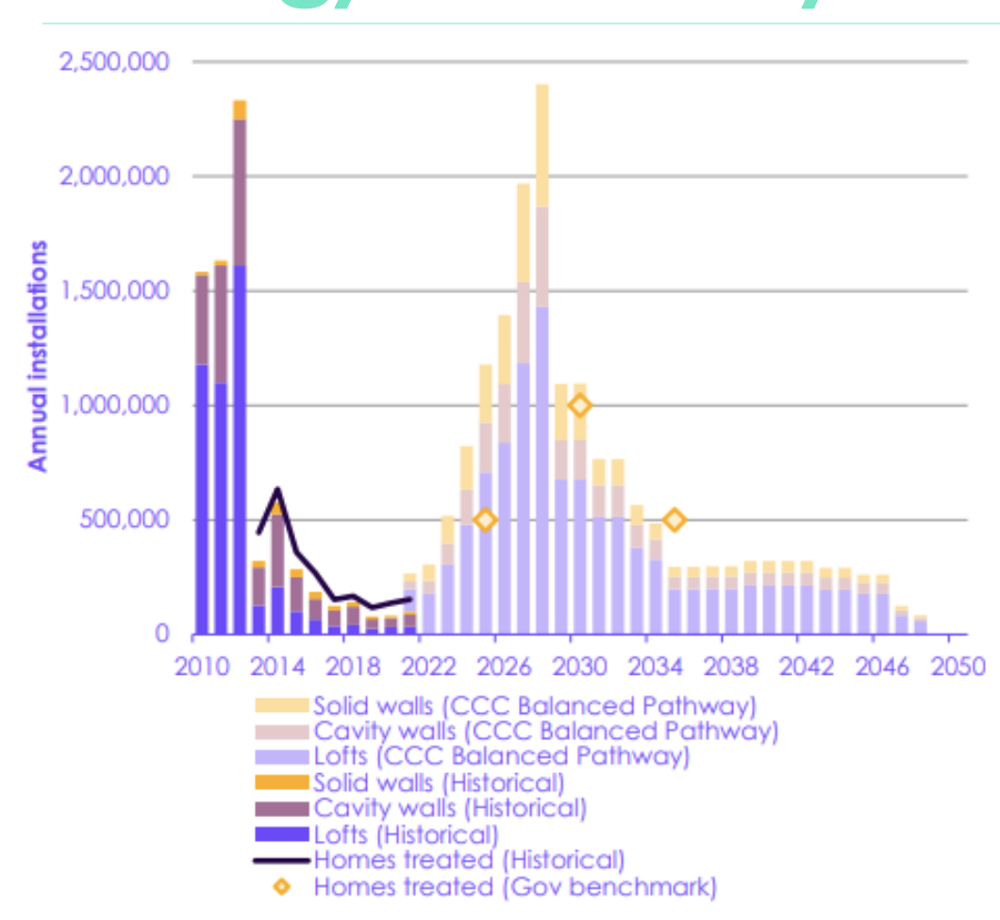 2,500,000
2,000,000
1,500,000
1,000,000
500,000
0
Annual installations
2010 2014 2018 2022 2026 2030 2034 2038 2042 2046 2050
Solid walls (CCC Balanced Pathway)
Cavity walls (CCC Balanced Pathway)
Lofts (CCC Balanced Pathway)
Solid walls (Historical)
Cavity walls (Historical)
Lofts (Historical)
Homes treated (Historical)
Homes treated (Gov benchmark)